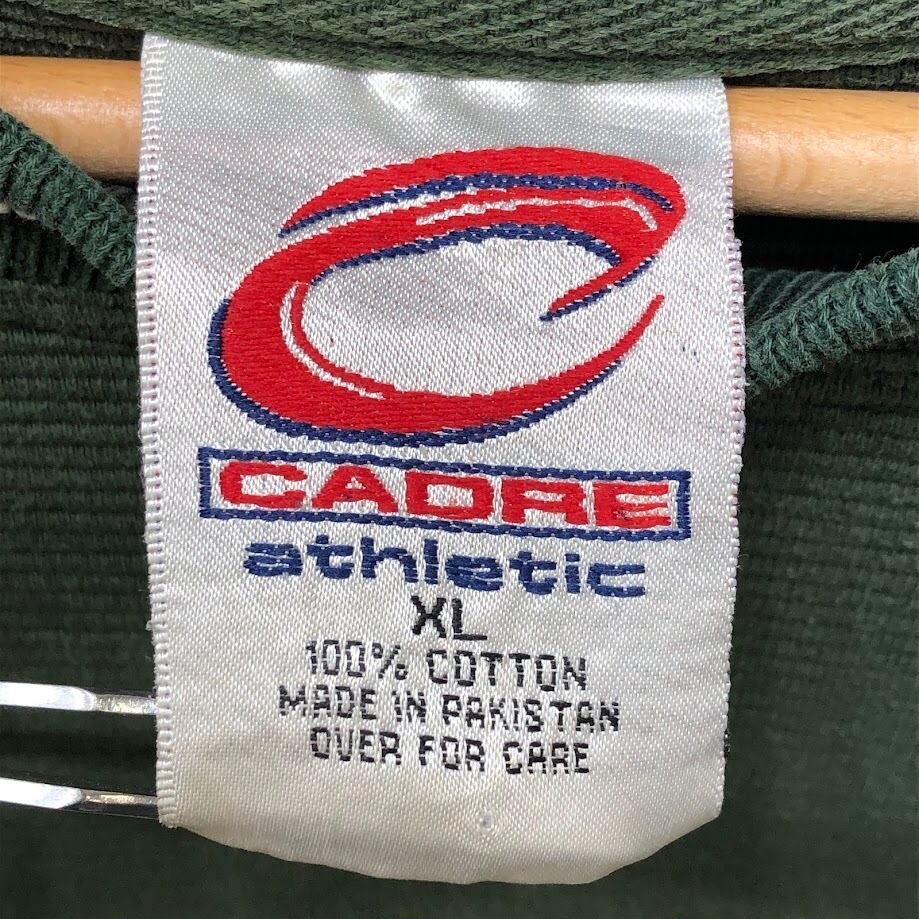 CADRE
athletic
XL
100% COTTON
MADE IN PAKISTAN
OVER FOR CARE